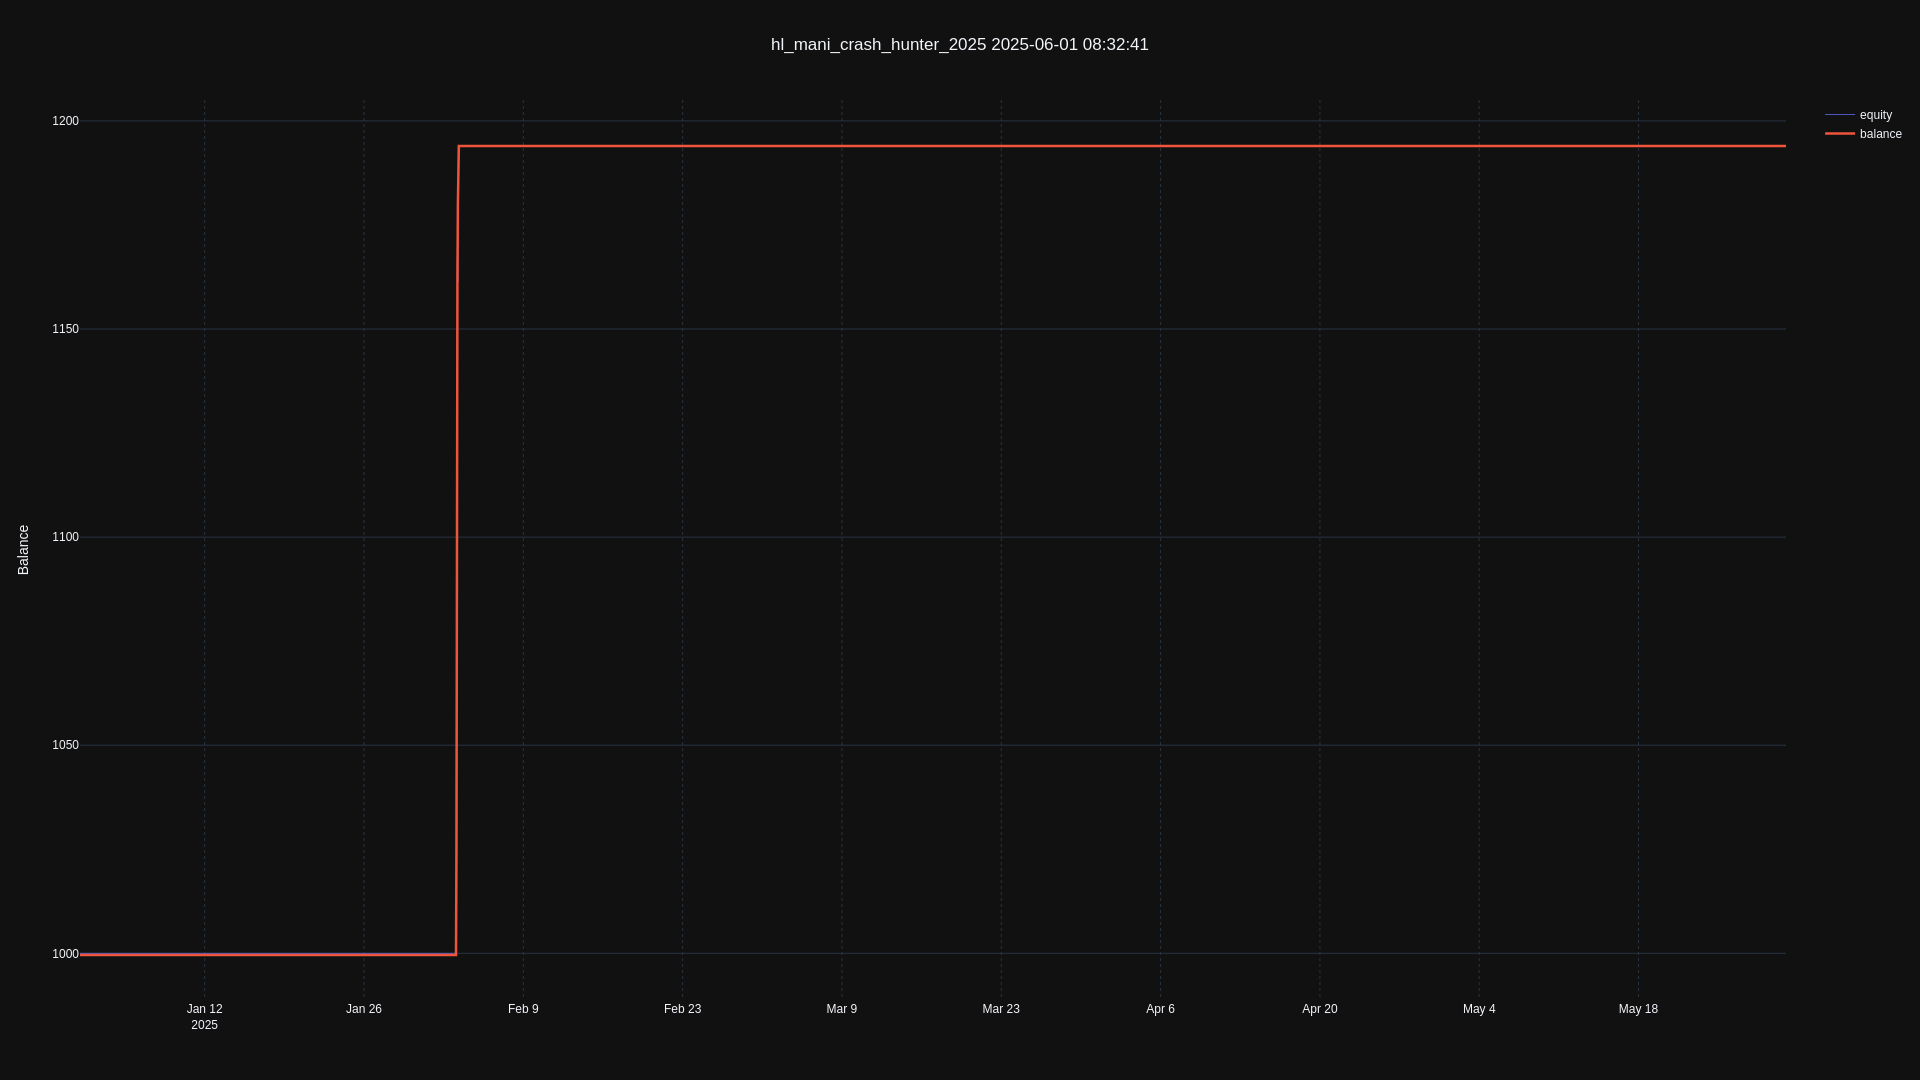 hl_mani_crash_hunter_2025 2025-06-01 08:32:41
equity
balance
1200
1150
1100
1050
1000
Balance
Jan 12
2025
Jan 26
Feb 9
Feb 23
Mar 9
Mar 23
Apr 6
Apr 20
May 4
May 18